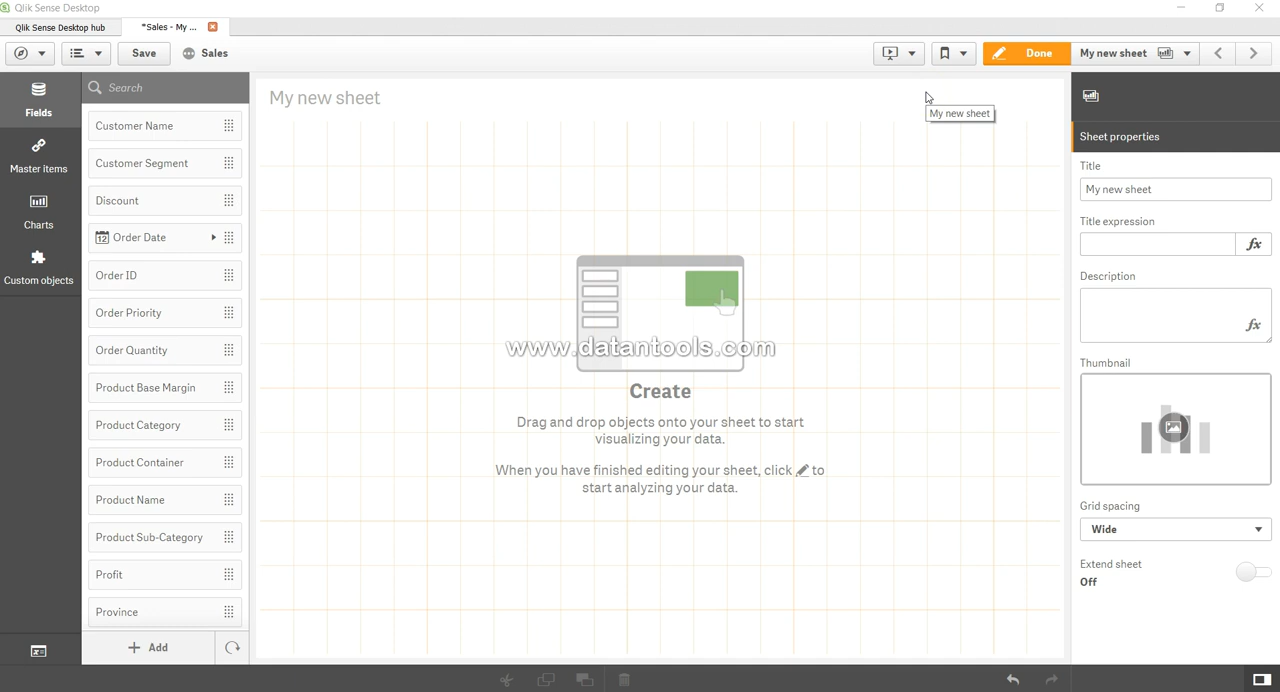 Qlik Sense Desktop
Qlik Sense Desktop hub
*Sales - My ...
Save
Sales
Done
My new sheet
Fields
Master items
Charts
Custom objects
Search
Customer Name
Customer Segment
Discount
12 Order Date
Order ID
Order Priority
Order Quantity
Product Base Margin
Product Category
Product Container
Product Name
Product Sub-Category
Profit
Province
+ Add
My new sheet
My new sheet
www.datantools.com
Create
Drag and drop objects onto your sheet to start
visualizing your data.
When you have finished editing your sheet, click to
start analyzing your data.
Sheet properties
Title
My new sheet
Title expression
fx
Description
fx
Thumbnail
Grid spacing
Wide
Extend sheet
Off